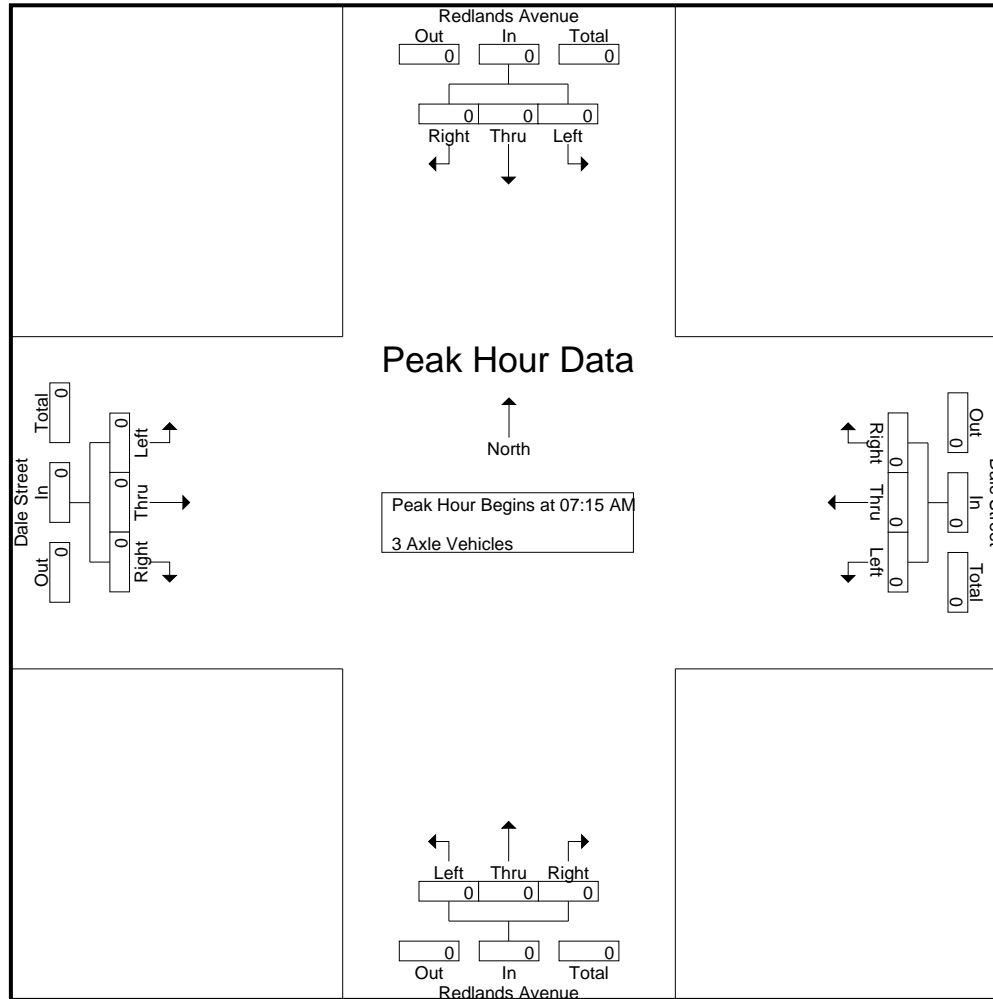 Redlands Avenue
Out In Total
0 0 0
0 0 0
Right Thru Left
Peak Hour Data
North
Peak Hour Begins at 07:15 AM
3 Axle Vehicles
Dale Street
Total In Out
0 0 0
0 0 0
Left Thru Right
Right Thru Left
0 0 0
0 0 0
Out In Total
Left Thru Right
0 0 0
0 0 0
Out In Total
Redlands Avenue